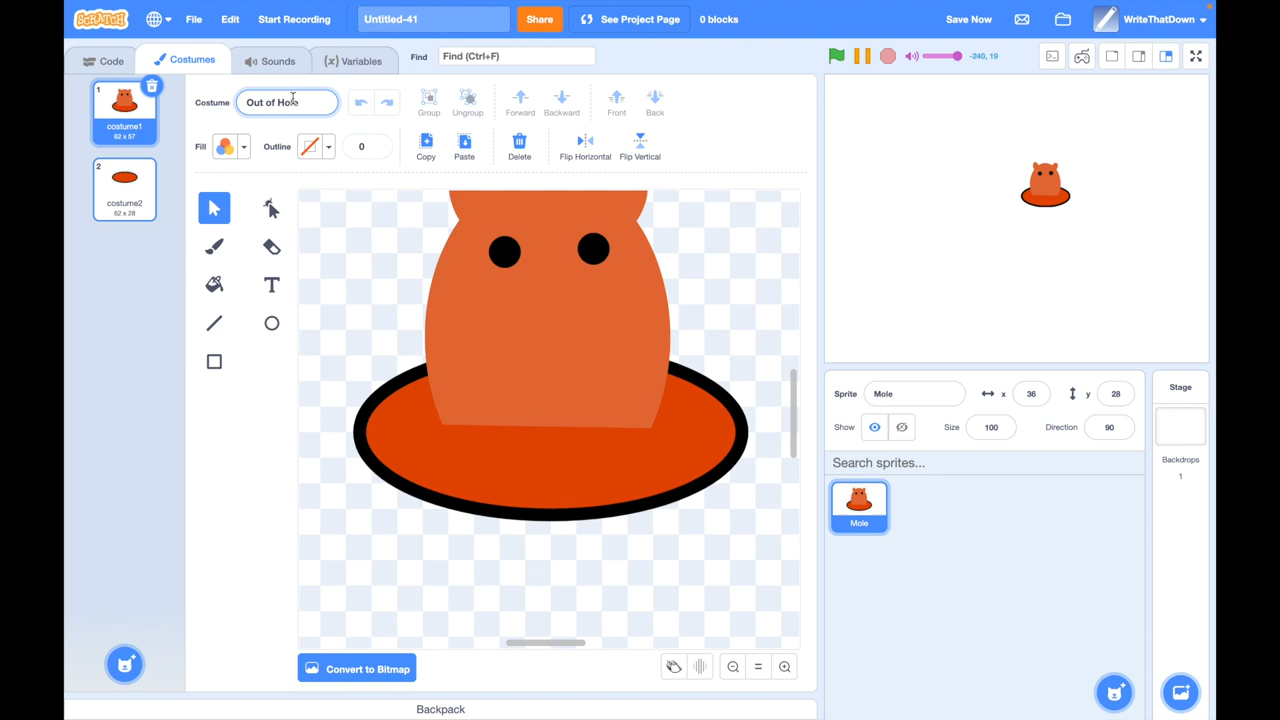 SCRATCH File Edit Start Recording Untitled-41 Share See Project Page 0 blocks Save Now WriteThatDown
Code Costumes Sounds (x) Variables Find Find (Ctrl+F) -240, 19
1
costume1
62 x 57
2
costume2
62 x 28
Costume Out of Hole Group Ungroup Forward Backward Front Back
Fill Outline 0 Copy Paste Delete Flip Horizontal Flip Vertical
T
Convert to Bitmap
Backpack
Sprite Mole x 36 y 28
Show Size 100 Direction 90
Search sprites...
Mole
Stage
Backdrops
1